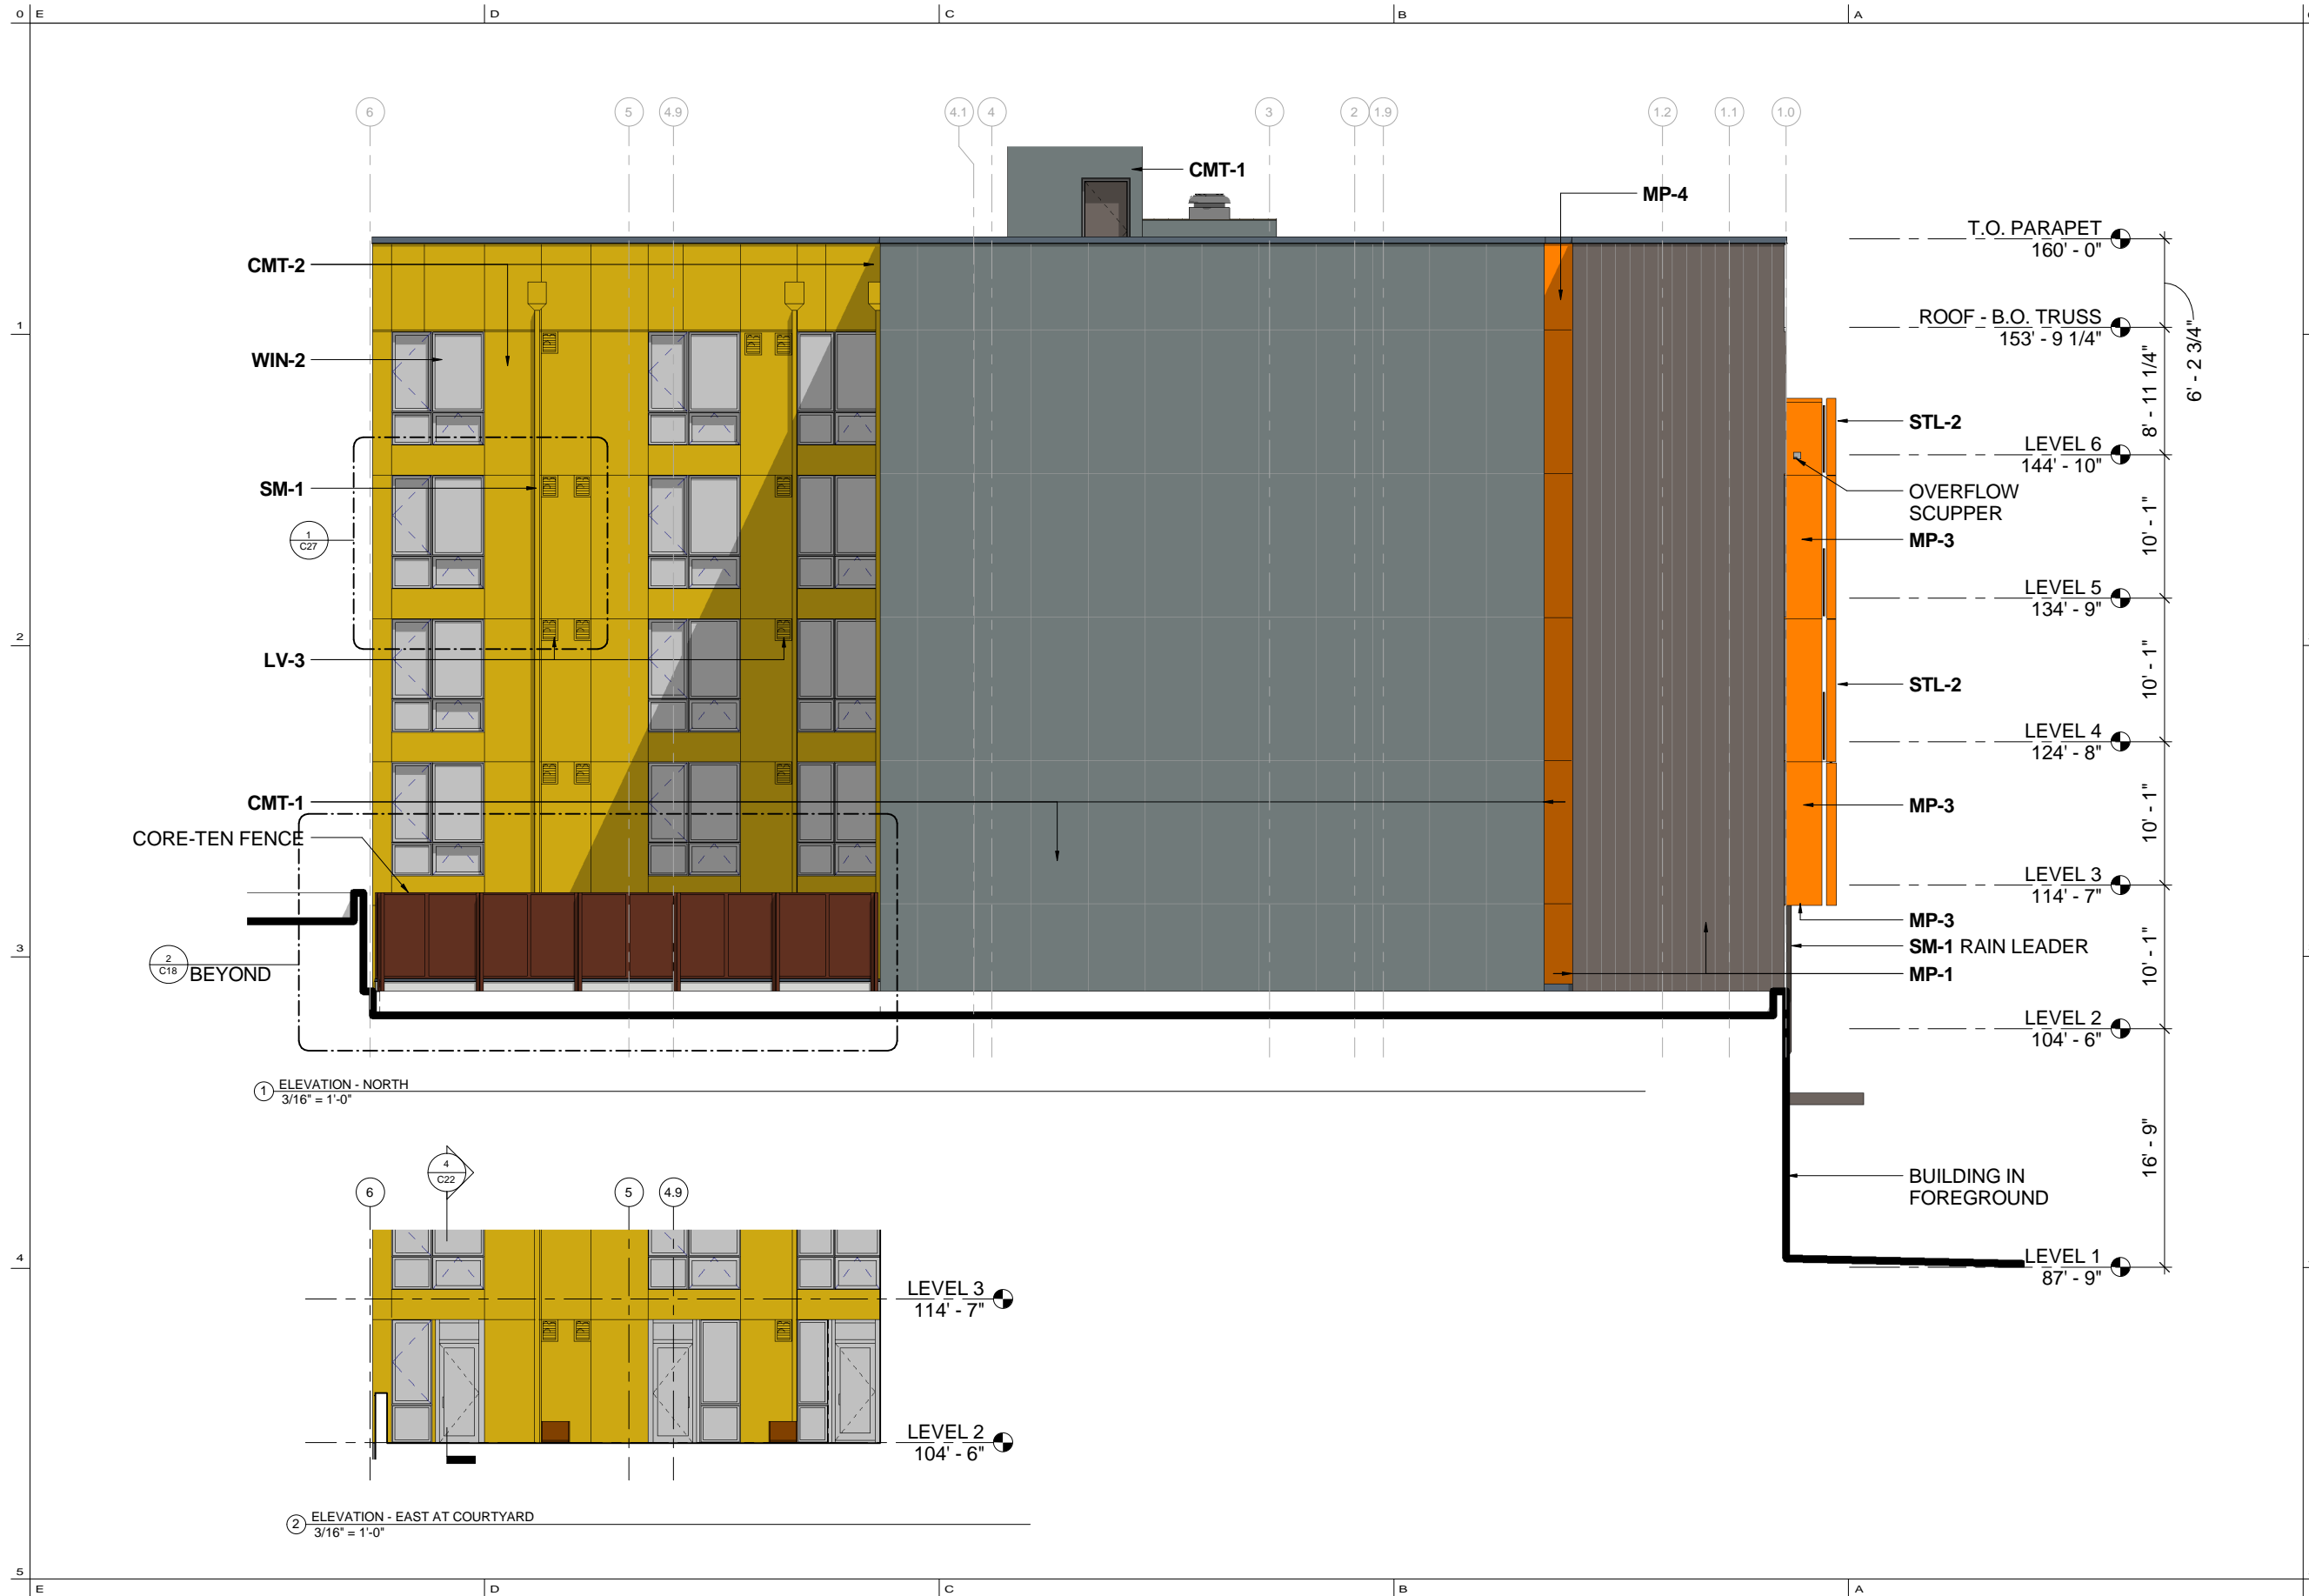 0 E D C B A
6 5 4.9 4.1 4 3 2 1.9 1.2 1.1 1.0
CMT-1
MP-4
T.O. PARAPET
160' - 0"
CMT-2
ROOF - B.O. TRUSS
153' - 9 1/4"
6' - 2 3/4"
1
WIN-2
8' - 11 1/4"
STL-2
LEVEL 6
144' - 10"
SM-1
OVERFLOW
SCUPPER
1
C27
MP-3
10' - 1"
LEVEL 5
134' - 9"
2
LV-3
STL-2
10' - 1"
LEVEL 4
124' - 8"
CMT-1
MP-3
10' - 1"
CORE-TEN FENCE
LEVEL 3
114' - 7"
MP-3
3
SM-1 RAIN LEADER
2
C18
BEYOND
MP-1
10' - 1"
LEVEL 2
104' - 6"
1
ELEVATION - NORTH
3/16" = 1'-0"
16' - 9"
4
C22
BUILDING IN
FOREGROUND
6 5 4.9
4
LEVEL 1
87' - 9"
LEVEL 3
114' - 7"
LEVEL 2
104' - 6"
2
ELEVATION - EAST AT COURTYARD
3/16" = 1'-0"
5
E D C B A